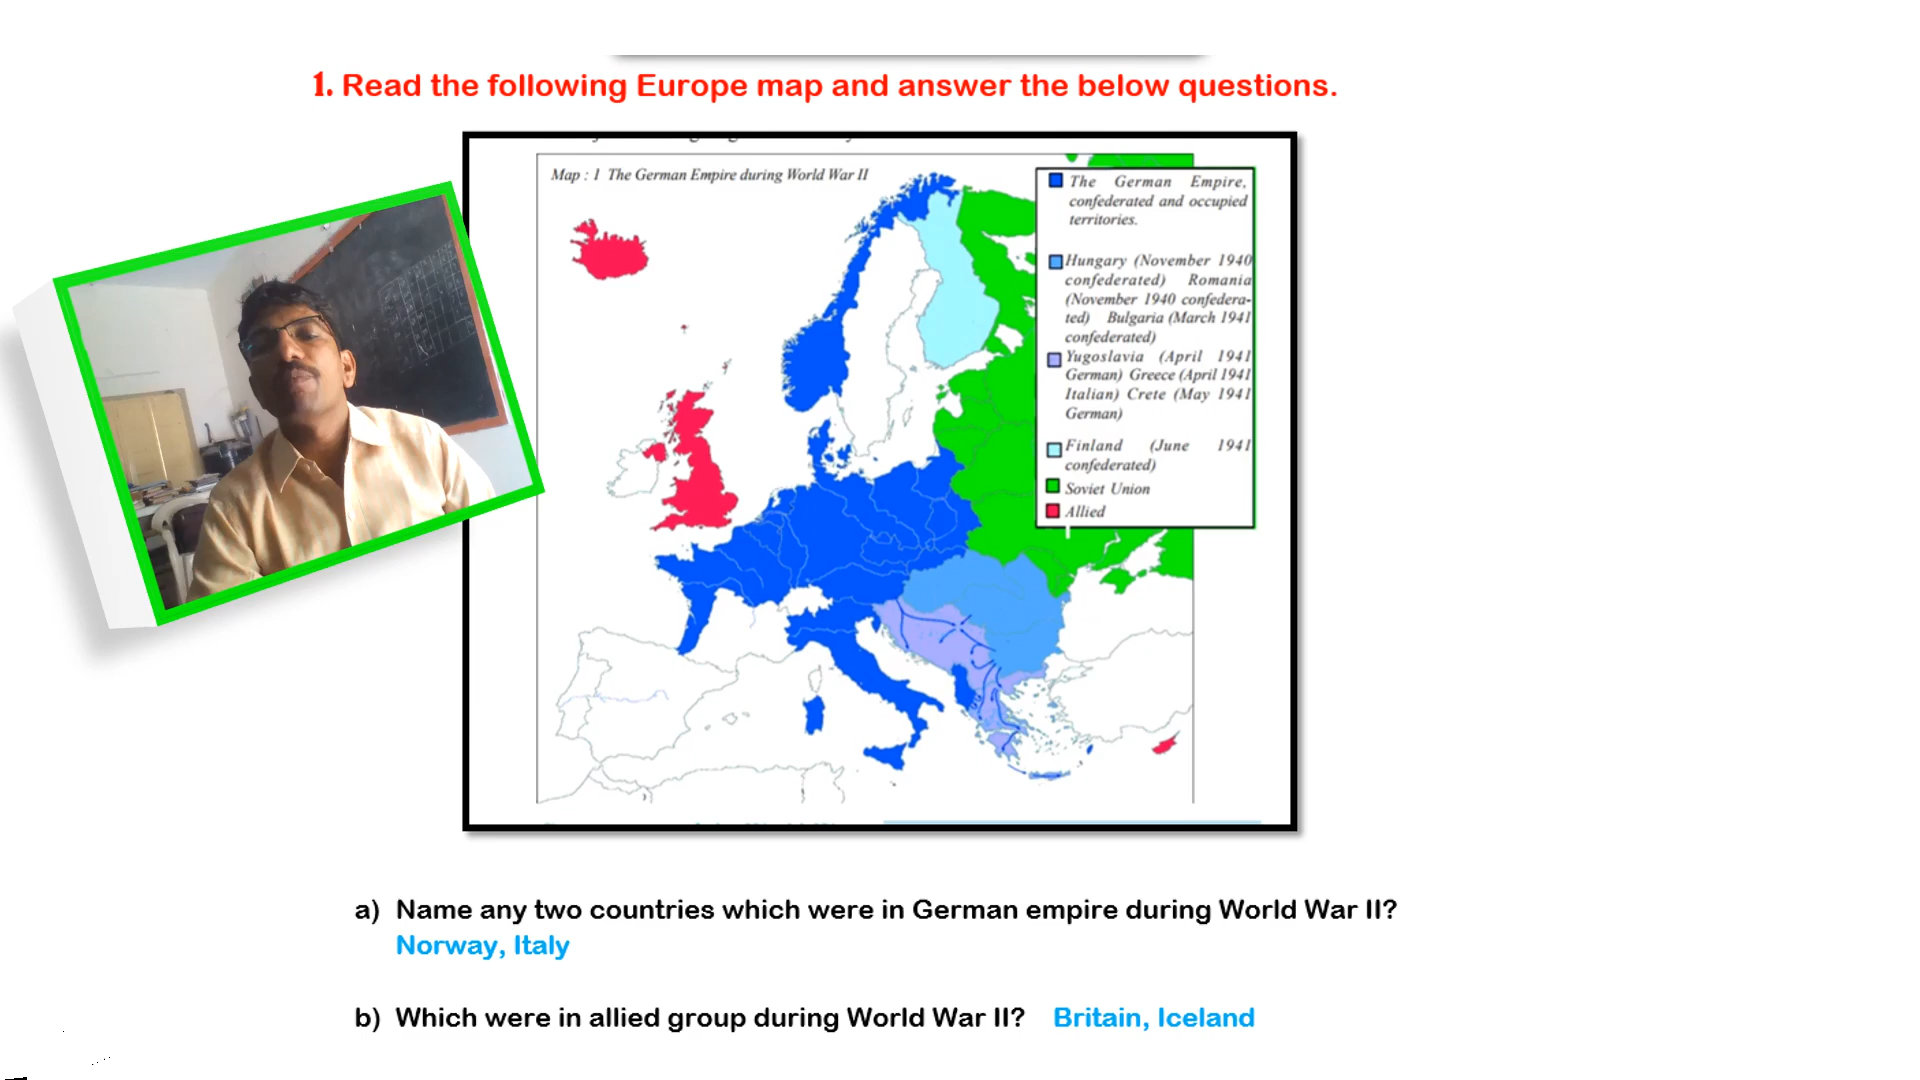 1. Read the following Europe map and answer the below questions.
Map : 1 The German Empire during World War II
The German Empire,
confederated and occupied
territories.
Hungary (November 1940
confederated) Romania
(November 1940 confedera-
ted) Bulgaria (March 1941
confederated)
Yugoslavia (April 1941
German) Greece (April 1941
Italian) Crete (May 1941
German)
Finland (June 1941
confederated)
Soviet Union
Allied
a) Name any two countries which were in German empire during World War II?
Norway, Italy
b) Which were in allied group during World War II? Britain, Iceland